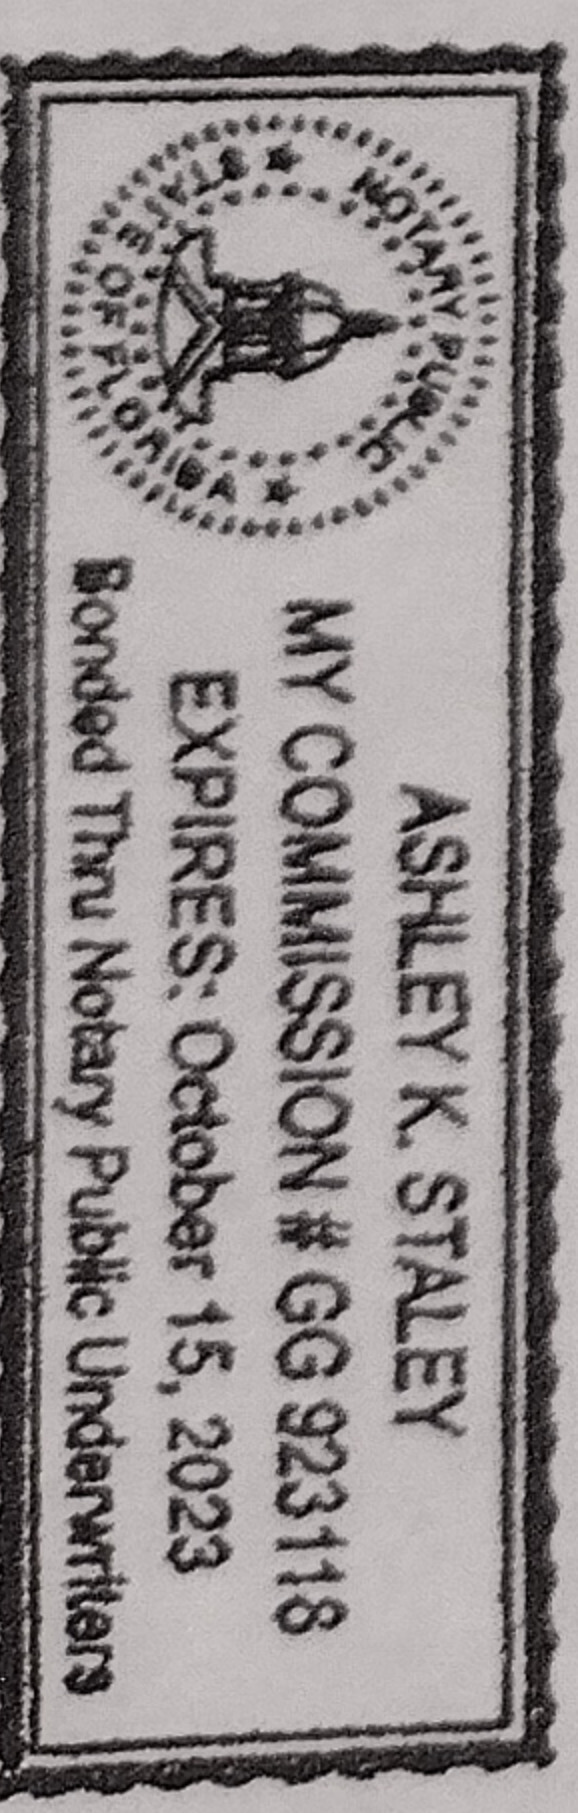 NOTARY PUBLIC
STATE OF FLORIDA
ASHLEY K. STALEY
MY COMMISSION # GG 923118
EXPIRES: October 15, 2023
Bonded Thru Notary Public Underwriters